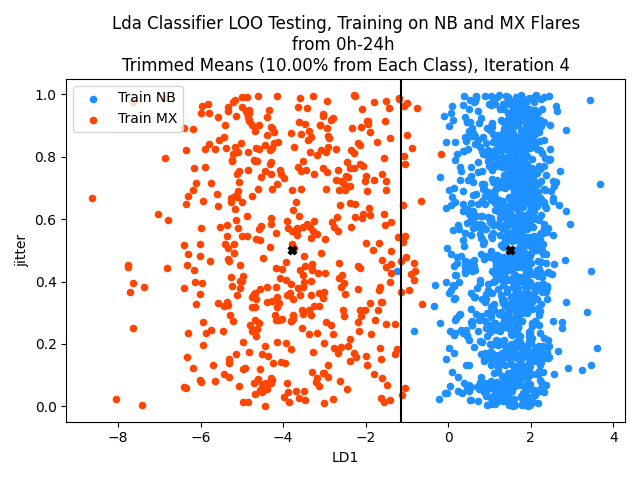 Lda Classifier LOO Testing, Training on NB and MX Flares
from 0h-24h
Trimmed Means (10.00% from Each Class), Iteration 4
Train NB
Train MX
jitter
1.0
0.8
0.6
0.4
0.2
0.0
−8
−6
−4
−2
0
2
4
LD1